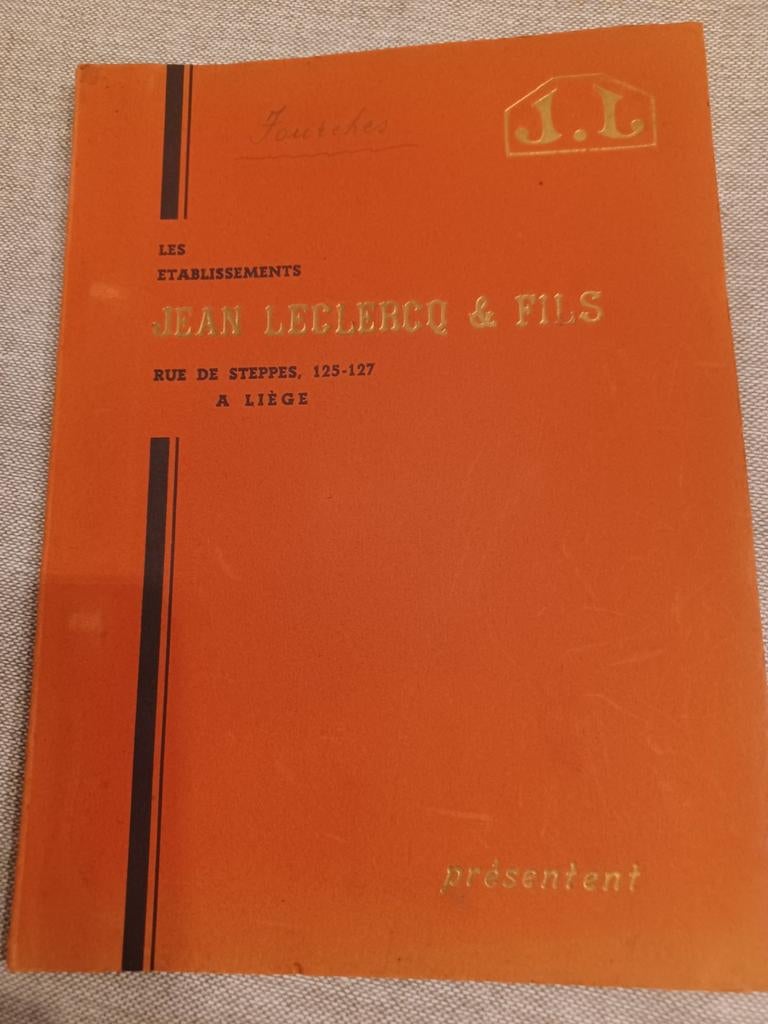 Fourches
J.L
LES
ETABLISSEMENTS
JEAN LECLERCQ & FILS
RUE DE STEPPES, 125-127
A LIÈGE
présentent